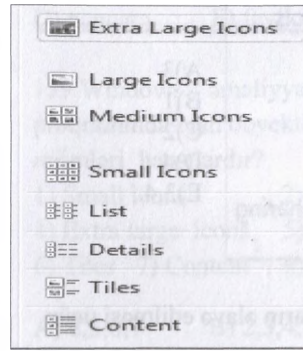 Extra Large Icons
Large Icons
Medium Icons
Small Icons
List
Details
Tiles
Content